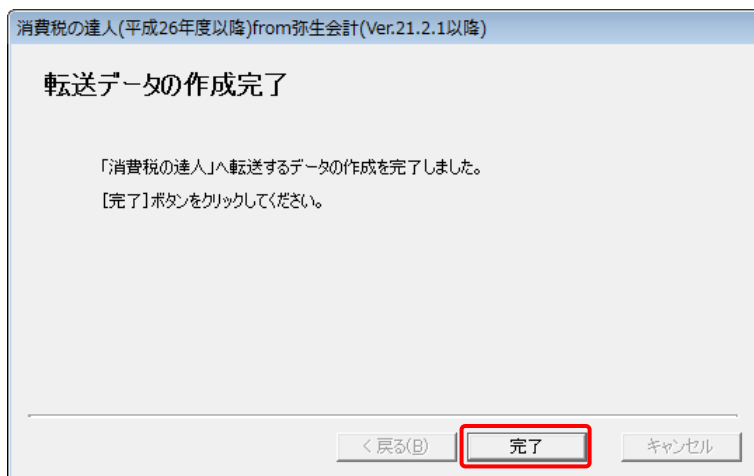 消費税の達人(平成26年度以降)from弥生会計(Ver.21.2.1以降)
転送データの作成完了
「消費税の達人」へ転送するデータの作成を完了しました。
[完了]ボタンをクリックしてください。
< 戻る(B)
完了
キャンセル